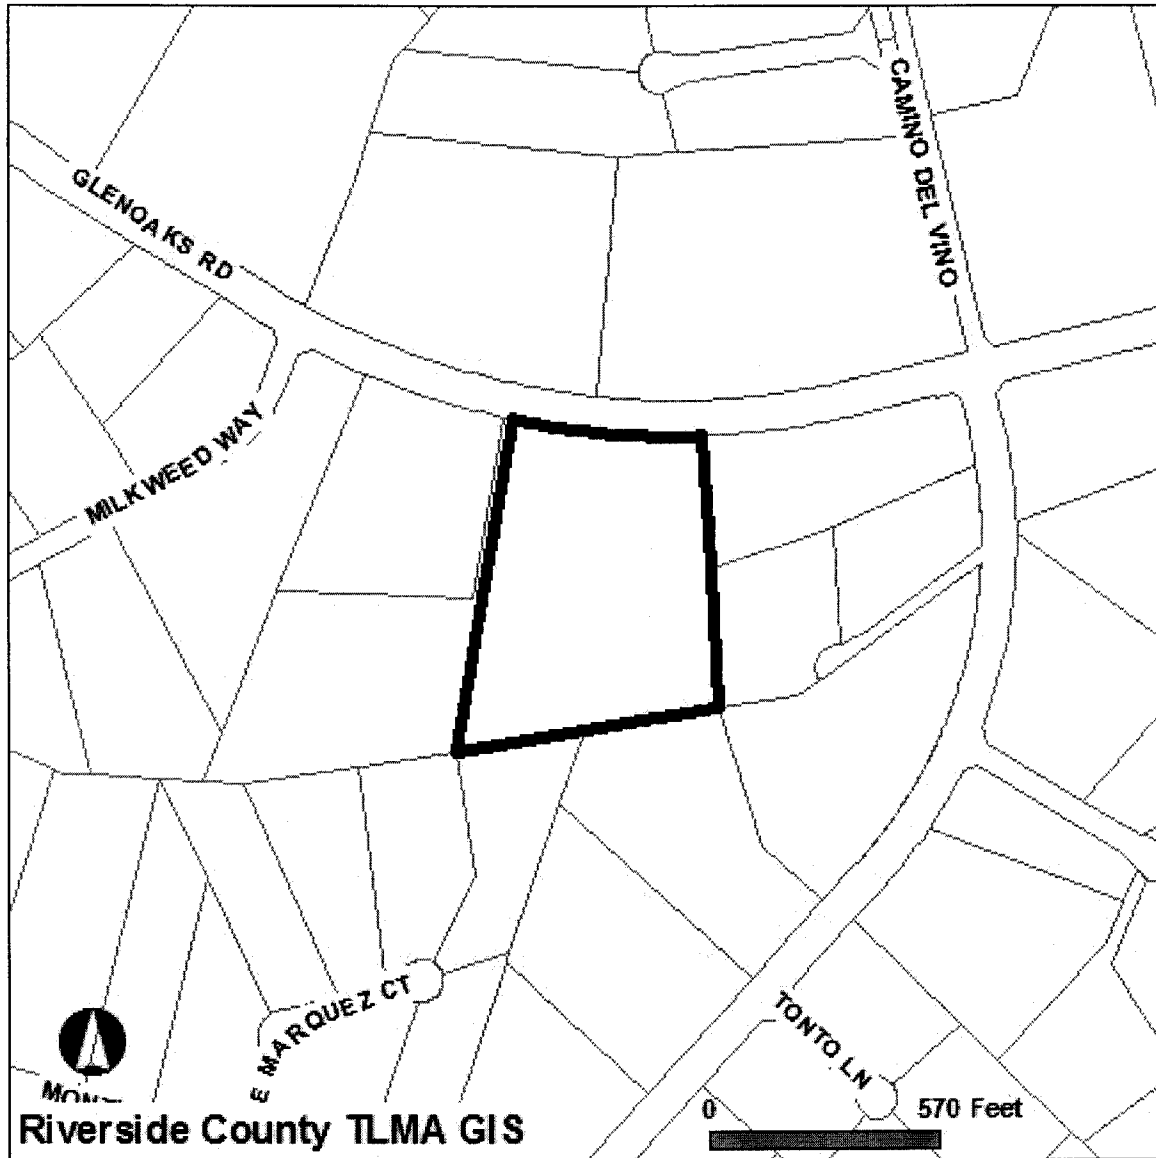 CAMINO DEL VINO
GLENOAKS RD
MILKWEED WAY
E MARQUEZ CT
TONTO LN
0
570 Feet
Riverside County TLMA GIS